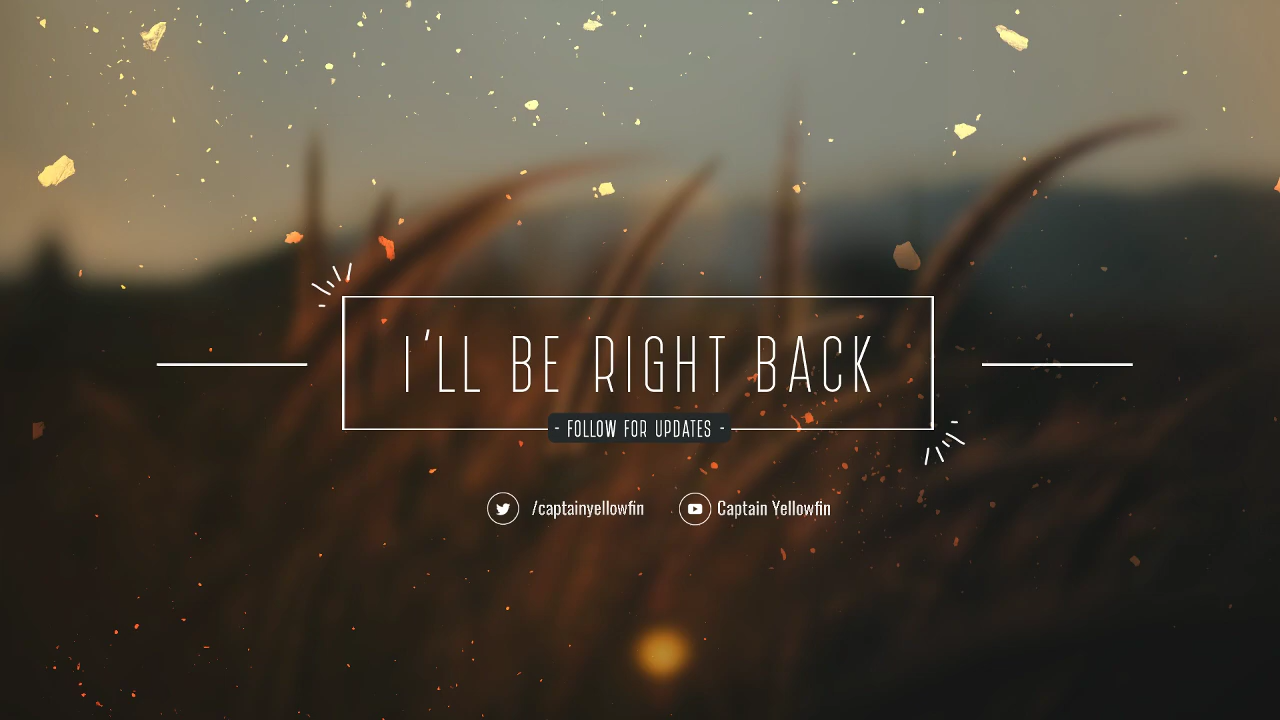 I'LL BE RIGHT BACK
- FOLLOW FOR UPDATES -
/captainyellowfin Captain Yellowfin